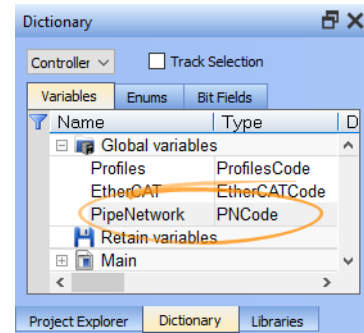 Dictionary
Controller Track Selection
Variables Enums Bit Fields
Name Type D
Global variables
Profiles ProfilesCode
EtherCAT EtherCATCode
PipeNetwork PNCode
Retain variables
Main
Project Explorer Dictionary Libraries